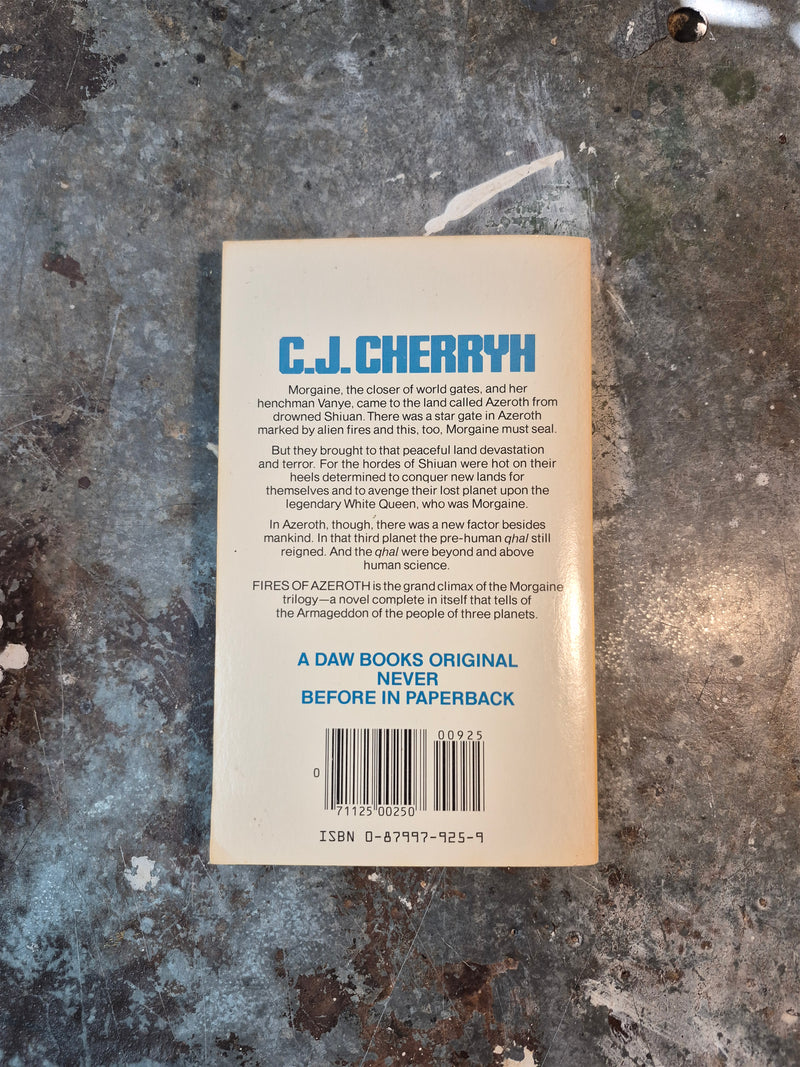 C.J. CHERRYH
Morgaine, the closer of world gates, and her
henchman Vanye, came to the land called Azeroth from
drowned Shiuan. There was a star gate in Azeroth
marked by alien fires and this, too, Morgaine must seal.
But they brought to that peaceful land devastation
and terror. For the hordes of Shiuan were hot on their
heels determined to conquer new lands for
themselves and to avenge their lost planet upon the
legendary White Queen, who was Morgaine.
In Azeroth, though, there was a new factor besides
mankind. In that third planet the pre-human qhal still
reigned. And the qhal were beyond and above
human science.
FIRES OF AZEROTH is the grand climax of the Morgaine
trilogy—a novel complete in itself that tells of
the Armageddon of the people of three planets.
A DAW BOOKS ORIGINAL
NEVER
BEFORE IN PAPERBACK
00925
0
71125 00250
ISBN 0-87997-925-9